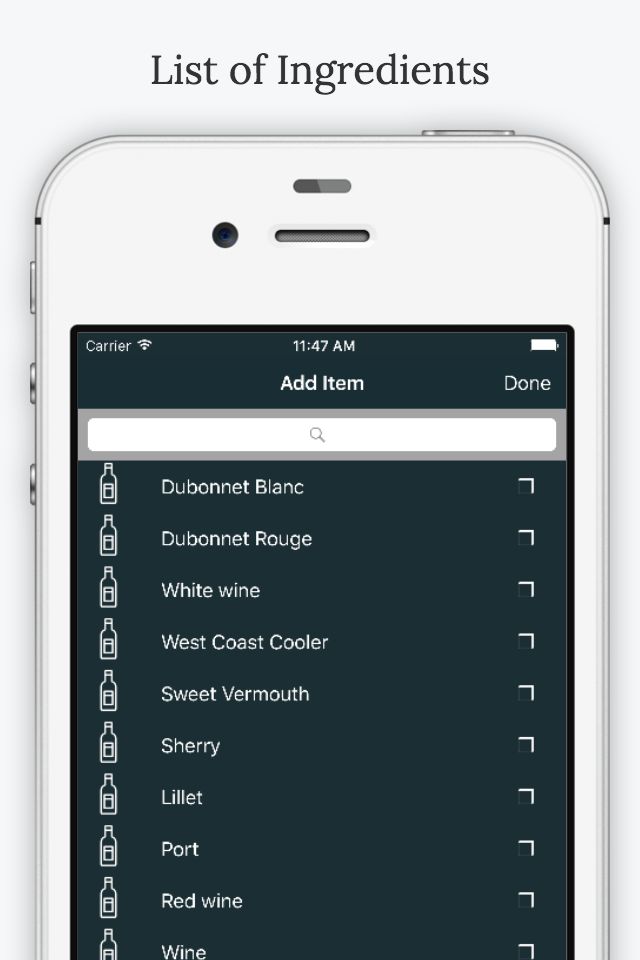 List of Ingredients
Carrier 11:47 AM
Add Item Done
Dubonnet Blanc
Dubonnet Rouge
White wine
West Coast Cooler
Sweet Vermouth
Sherry
Lillet
Port
Red wine
Wine